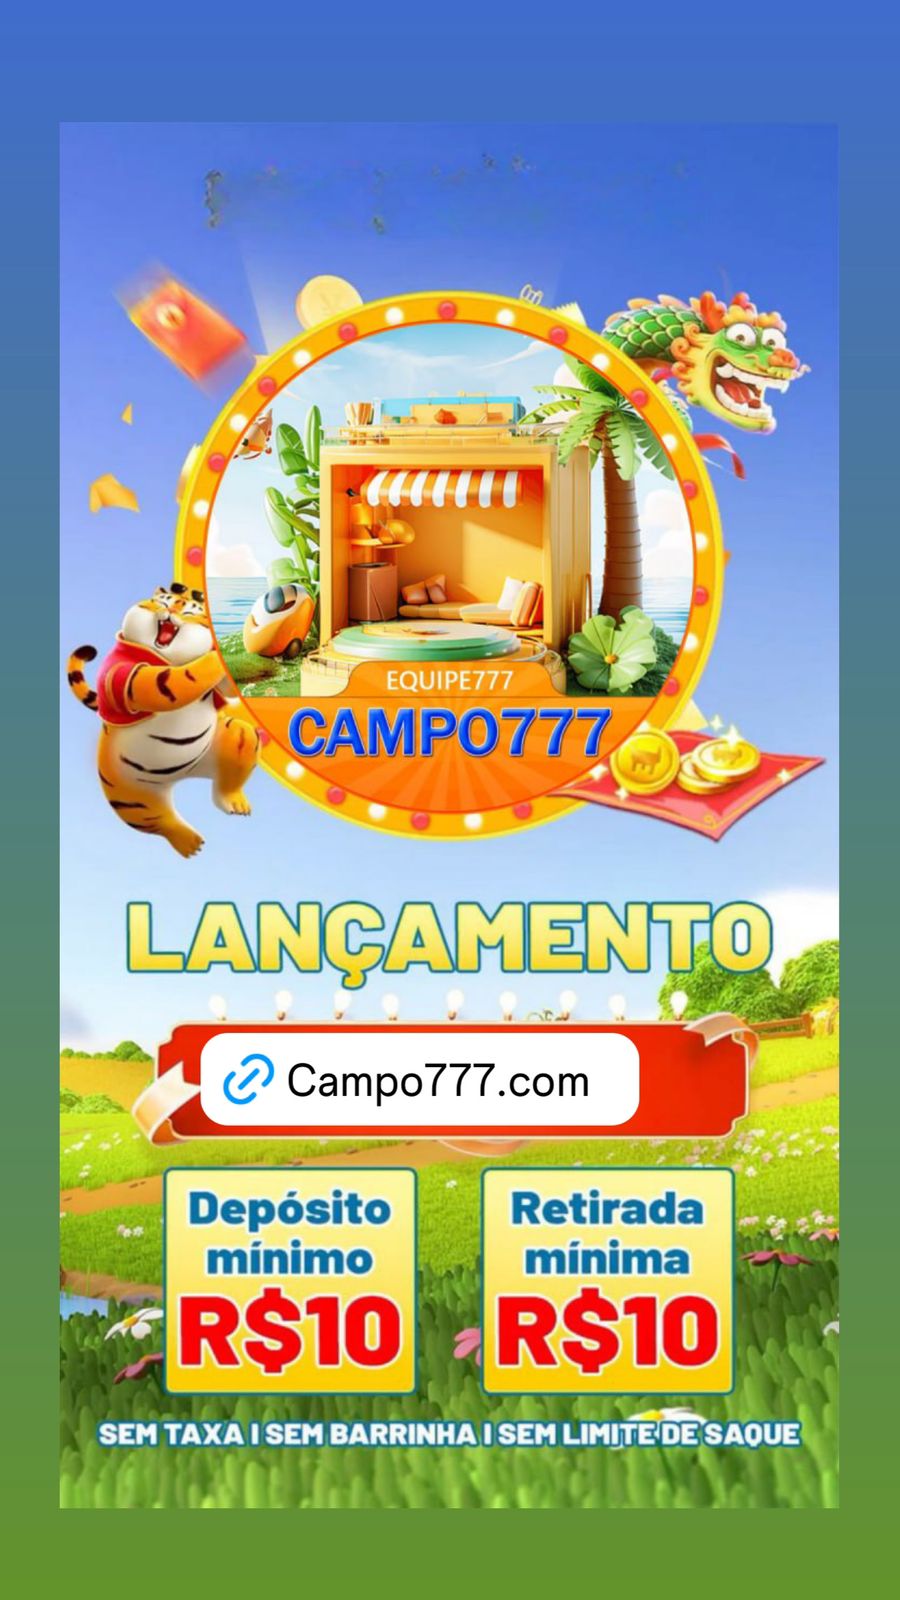 EQUIPE777
CAMPO777
LANÇAMENTO
Campo777.com
Depósito
mínimo
R$10
Retirada
mínima
R$10
SEM TAXA I SEM BARRINHA I SEM LIMITE DE SAQUE